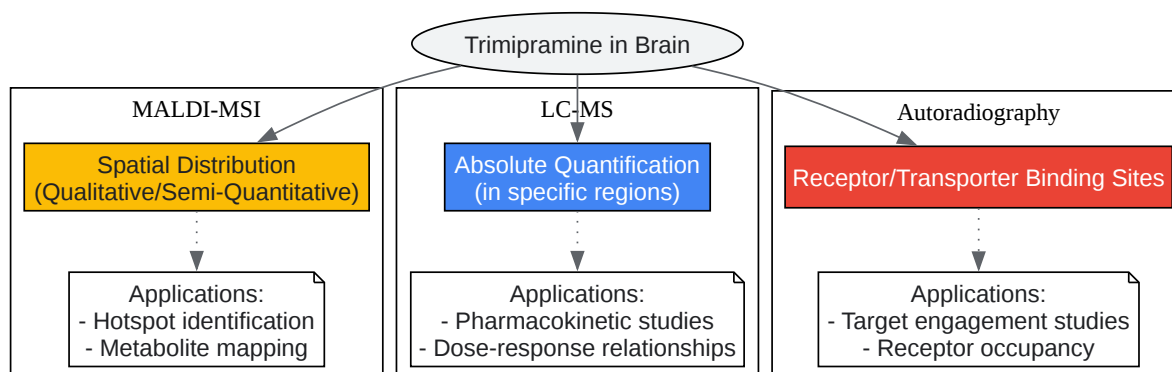 Trimipramine in Brain
MALDI-MSI
Spatial Distribution
(Qualitative/Semi-Quantitative)
Applications:
- Hotspot identification
- Metabolite mapping
LC-MS
Absolute Quantification
(in specific regions)
Applications:
- Pharmacokinetic studies
- Dose-response relationships
Autoradiography
Receptor/Transporter Binding Sites
Applications:
- Target engagement studies
- Receptor occupancy